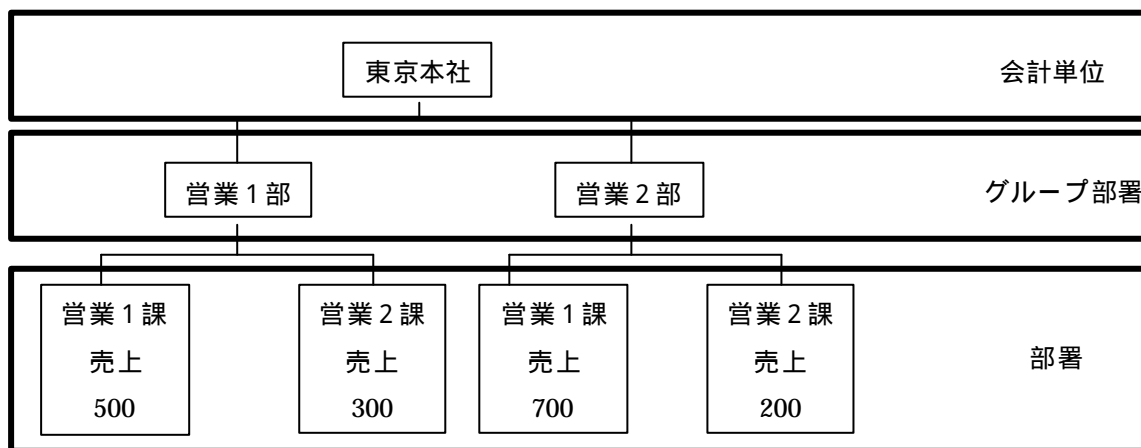 東京本社
会計単位
営業１部
営業２部
グループ部署
営業１課
売上
500
営業２課
売上
300
営業１課
売上
700
営業２課
売上
200
部署